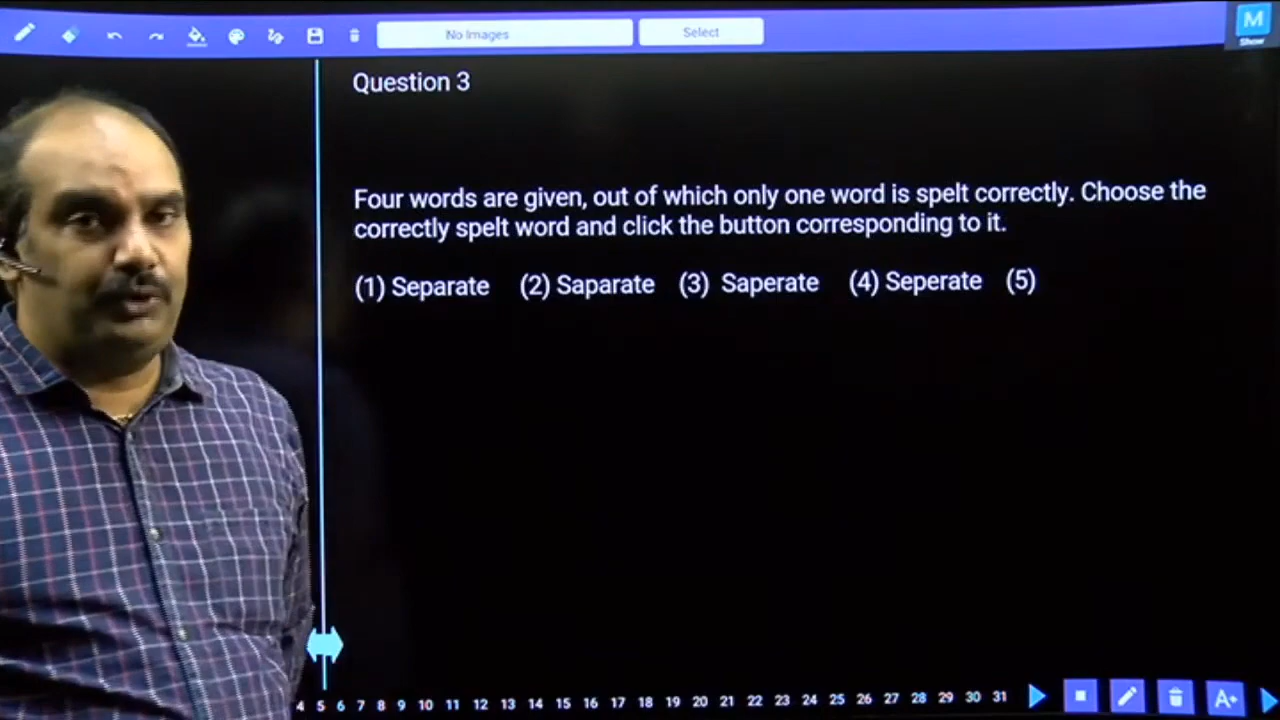 No Images
Select
M
Show
Question 3
Four words are given, out of which only one word is spelt correctly. Choose the
correctly spelt word and click the button corresponding to it.
(1) Separate (2) Saparate (3) Saperate (4) Seperate (5)
4 5 6 7 8 9 10 11 12 13 14 15 16 17 18 19 20 21 22 23 24 25 26 27 28 29 30 31
A+